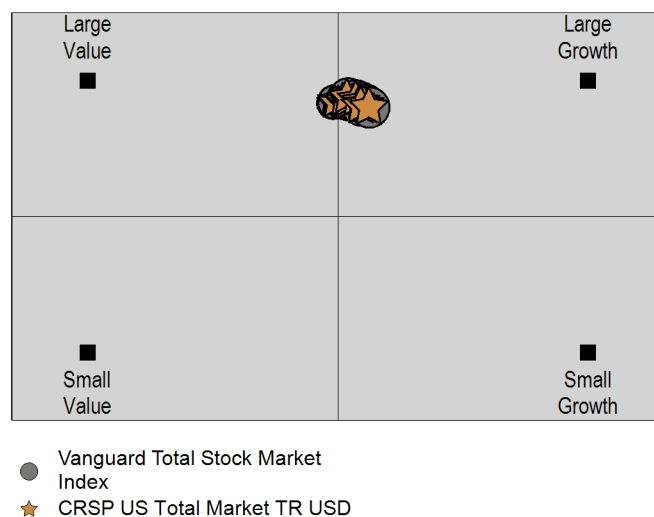 Large
Value
Large
Growth
Small
Value
Small
Growth
Vanguard Total Stock Market
Index
CRSP US Total Market TR USD